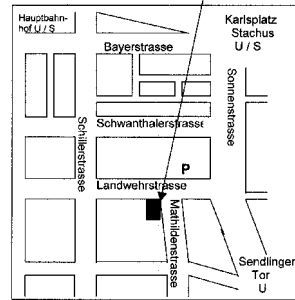 Hauptbahn-
hof U / S
Karlsplatz
Stachus
U / S
Bayerstrasse
Sonnenstrasse
Schwanthalerstrasse
Schillerstrasse
P
Landwehrstrasse
Mathildenstrasse
Sendlinger
Tor
U